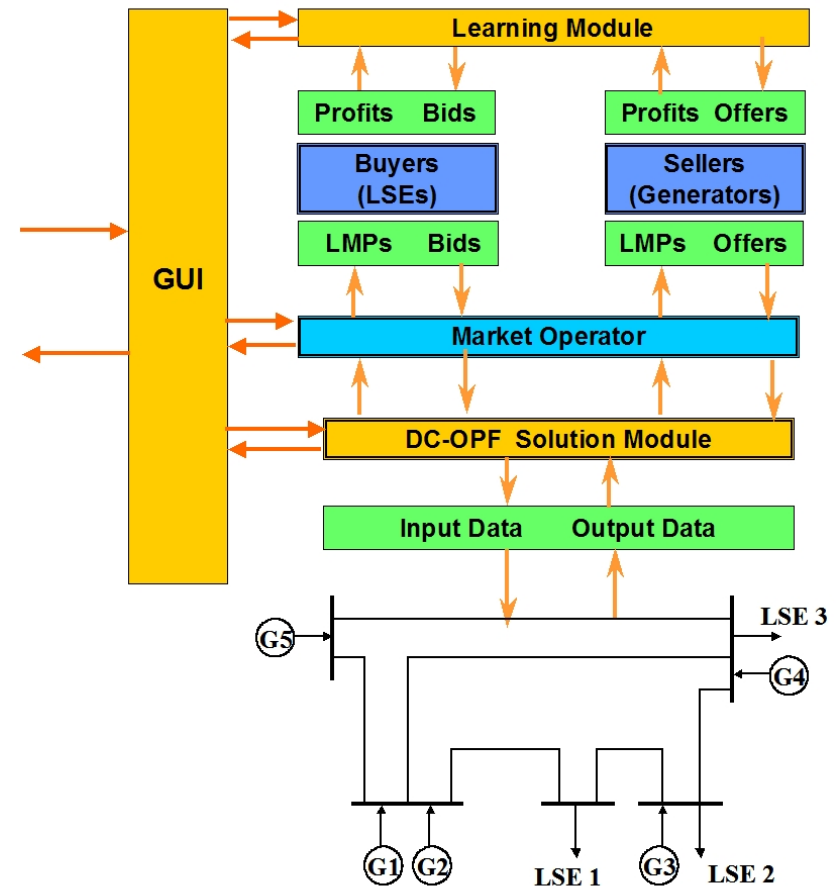 Learning Module
Profits Bids
Profits Offers
Buyers
(LSEs)
Sellers
(Generators)
LMPs Bids
LMPs Offers
GUI
Market Operator
DC-OPF Solution Module
Input Data Output Data
LSE 3
G5
G4
G1
G2
G3
LSE 1
LSE 2